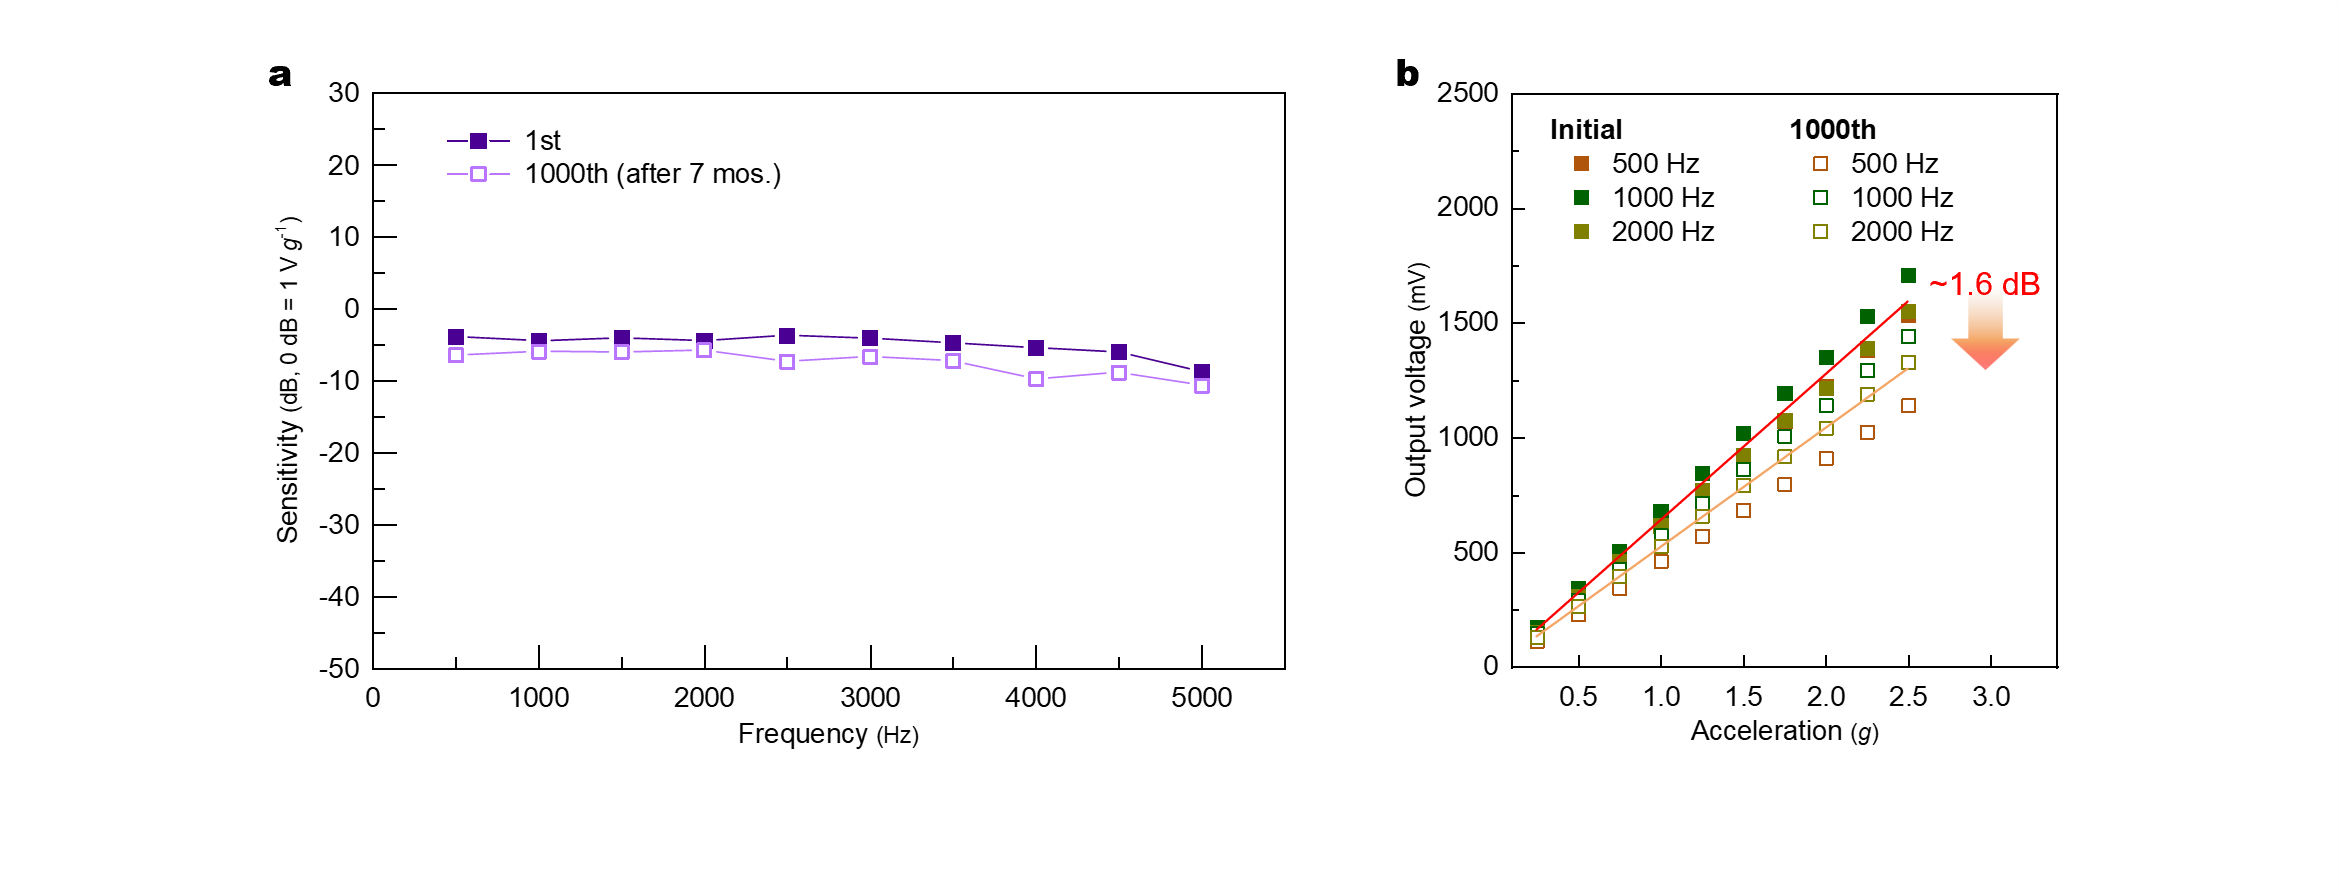 a
30
20
10
0
-10
-20
-30
-40
-50
Sensitivity (dB, 0 dB = 1 V g-1)
1st
1000th (after 7 mos.)
0 1000 2000 3000 4000 5000
Frequency (Hz)
b
2500
2000
1500
1000
500
0
Output voltage (mV)
Initial 1000th
500 Hz 500 Hz
1000 Hz 1000 Hz
2000 Hz 2000 Hz
~1.6 dB
0.5 1.0 1.5 2.0 2.5 3.0
Acceleration (g)